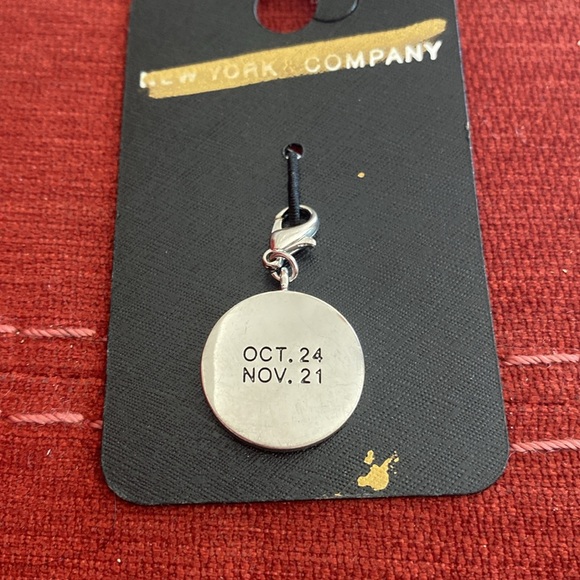 NEW YORK & COMPANY
OCT. 24
NOV. 21